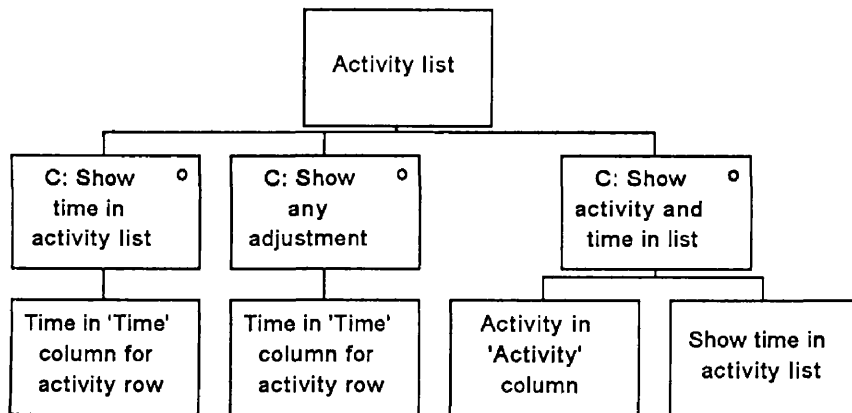 Activity list
C: Show o
time in
activity list
C: Show o
any
adjustment
C: Show o
activity and
time in list
Time in 'Time'
column for
activity row
Time in 'Time'
column for
activity row
Activity in
'Activity'
column
Show time in
activity list